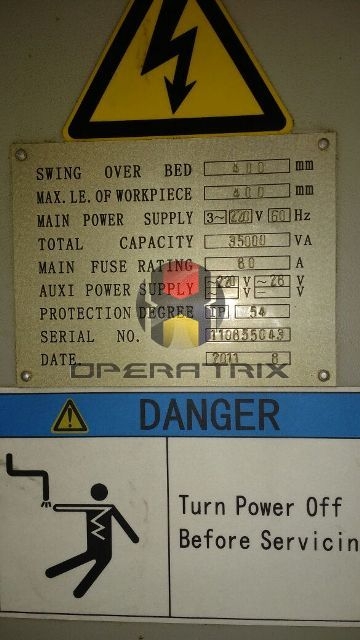 SWING OVER BED 400 mm
MAX.LE.OF WORKPIECE 400 mm
MAIN POWER SUPPLY 3~220 V 60 Hz
TOTAL CAPACITY 35000 VA
MAIN FUSE RATING 80 A
AUXI POWER SUPPLY ~220 V ~26 V
V V
PROTECTION DEGREE IP 54
SERIAL NO.
DATE 2011 8
OPERATRIX
DANGER
Turn Power Off
Before Servicin